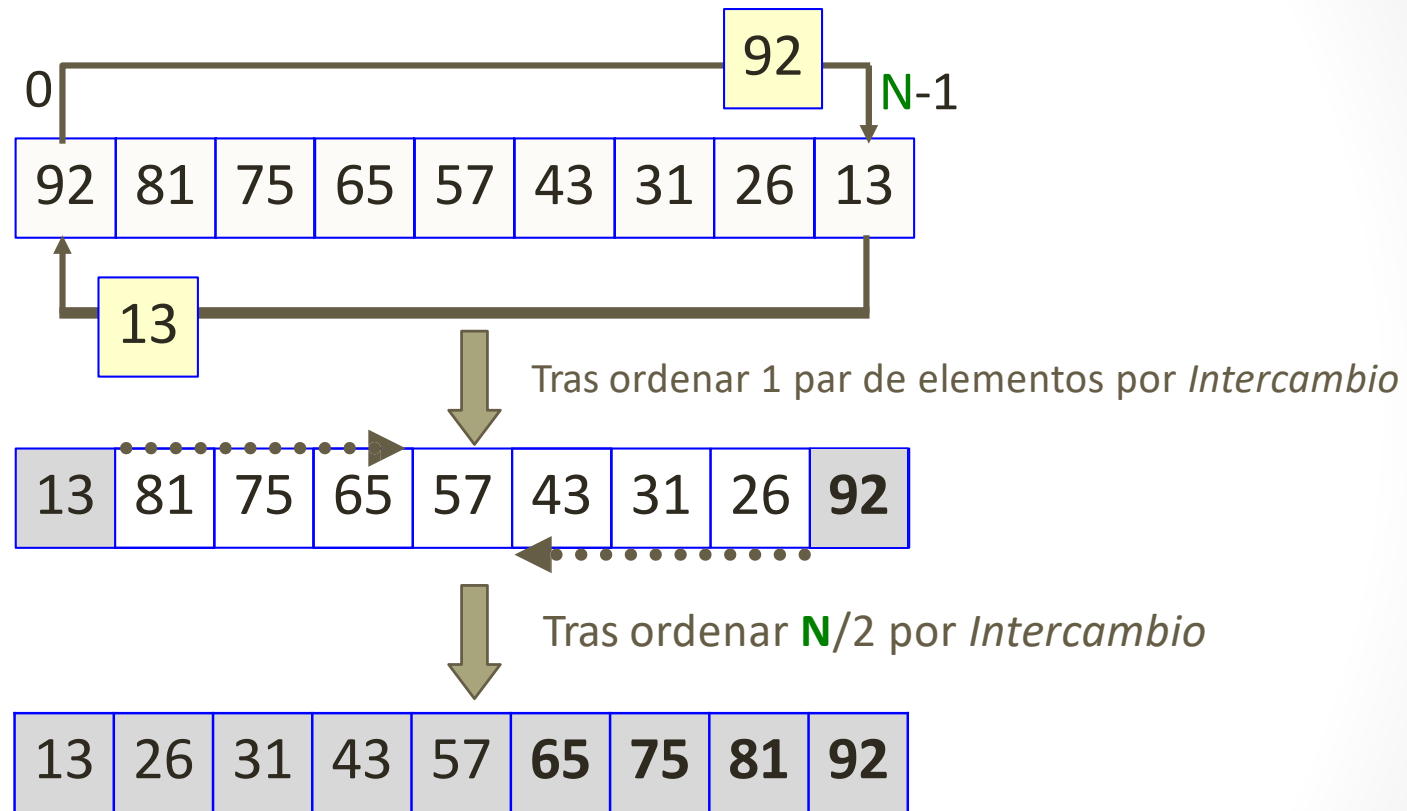 92
0
N-1
92 81 75 65 57 43 31 26 13
13
Tras ordenar 1 par de elementos por Intercambio
13 81 75 65 57 43 31 26 92
Tras ordenar N/2 por Intercambio
13 26 31 43 57 65 75 81 92